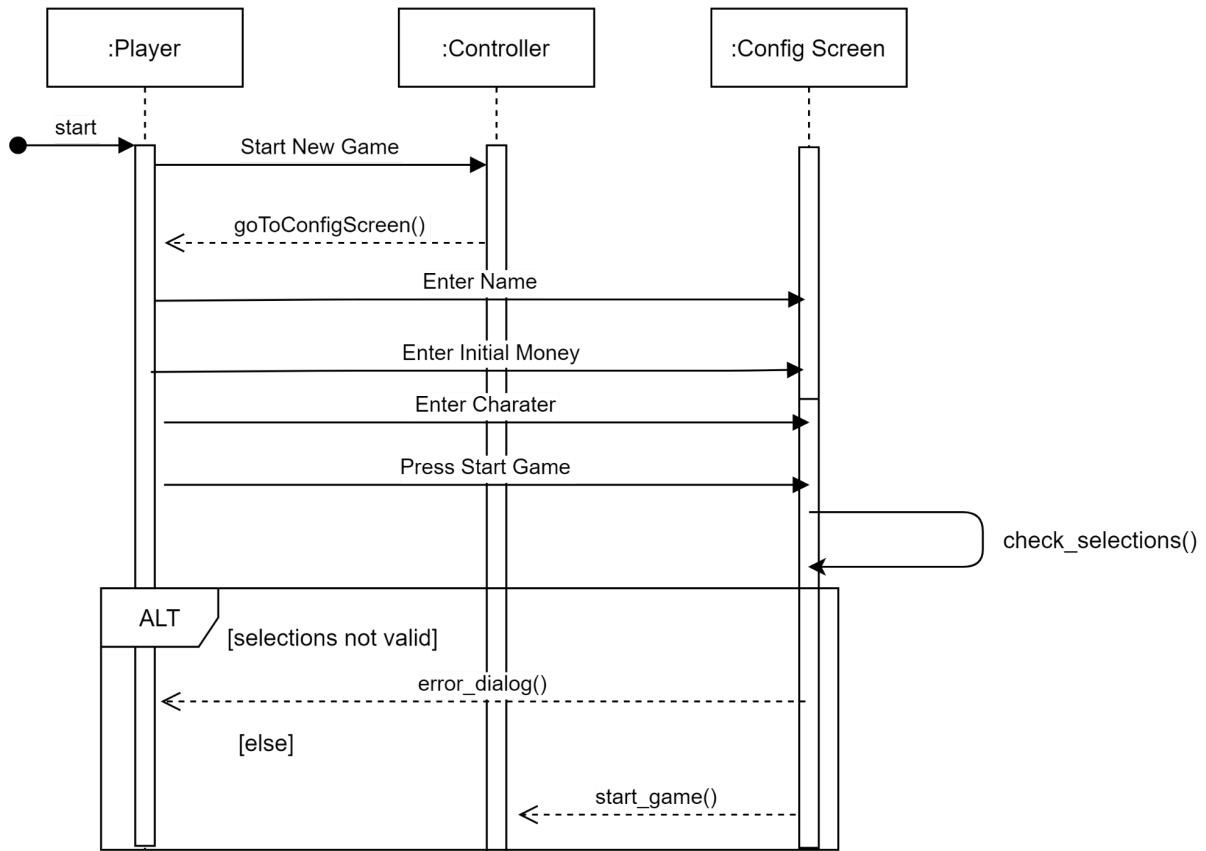 :Player
:Controller
:Config Screen
start
Start New Game
goToConfigScreen()
Enter Name
Enter Initial Money
Enter Charater
Press Start Game
check_selections()
ALT
[selections not valid]
error_dialog()
[else]
start_game()